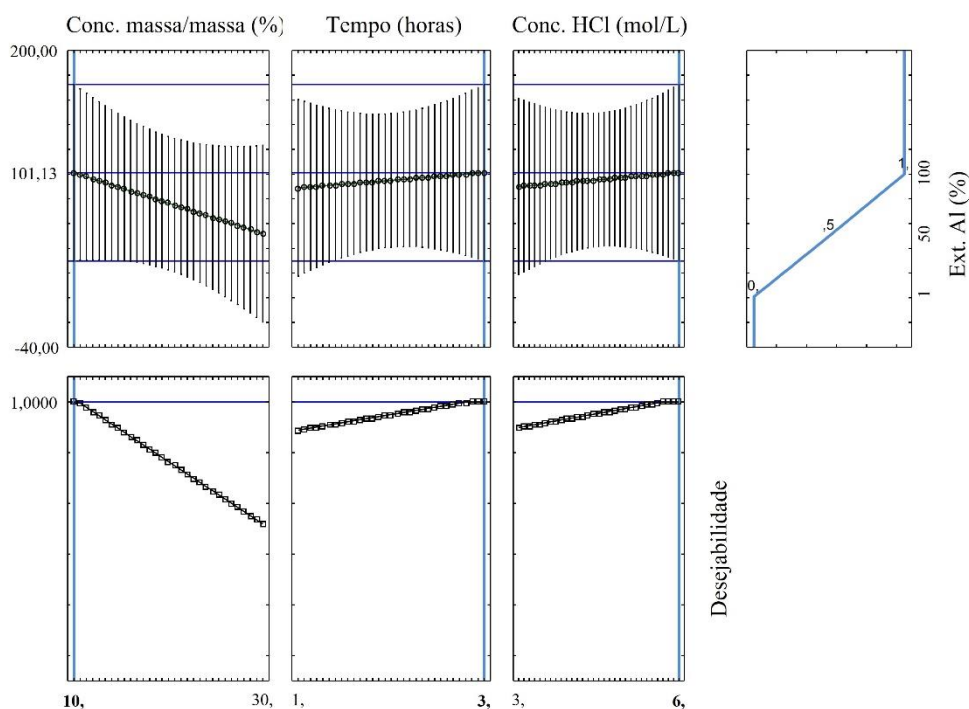 Conc. massa/massa (%) Tempo (horas) Conc. HCl (mol/L)
200,00
101,13
-40,00
1,
,5
0,
100
50
1
Ext. Al (%)
1,0000
Desejabilidade
10, 30, 1, 3, 3, 6,